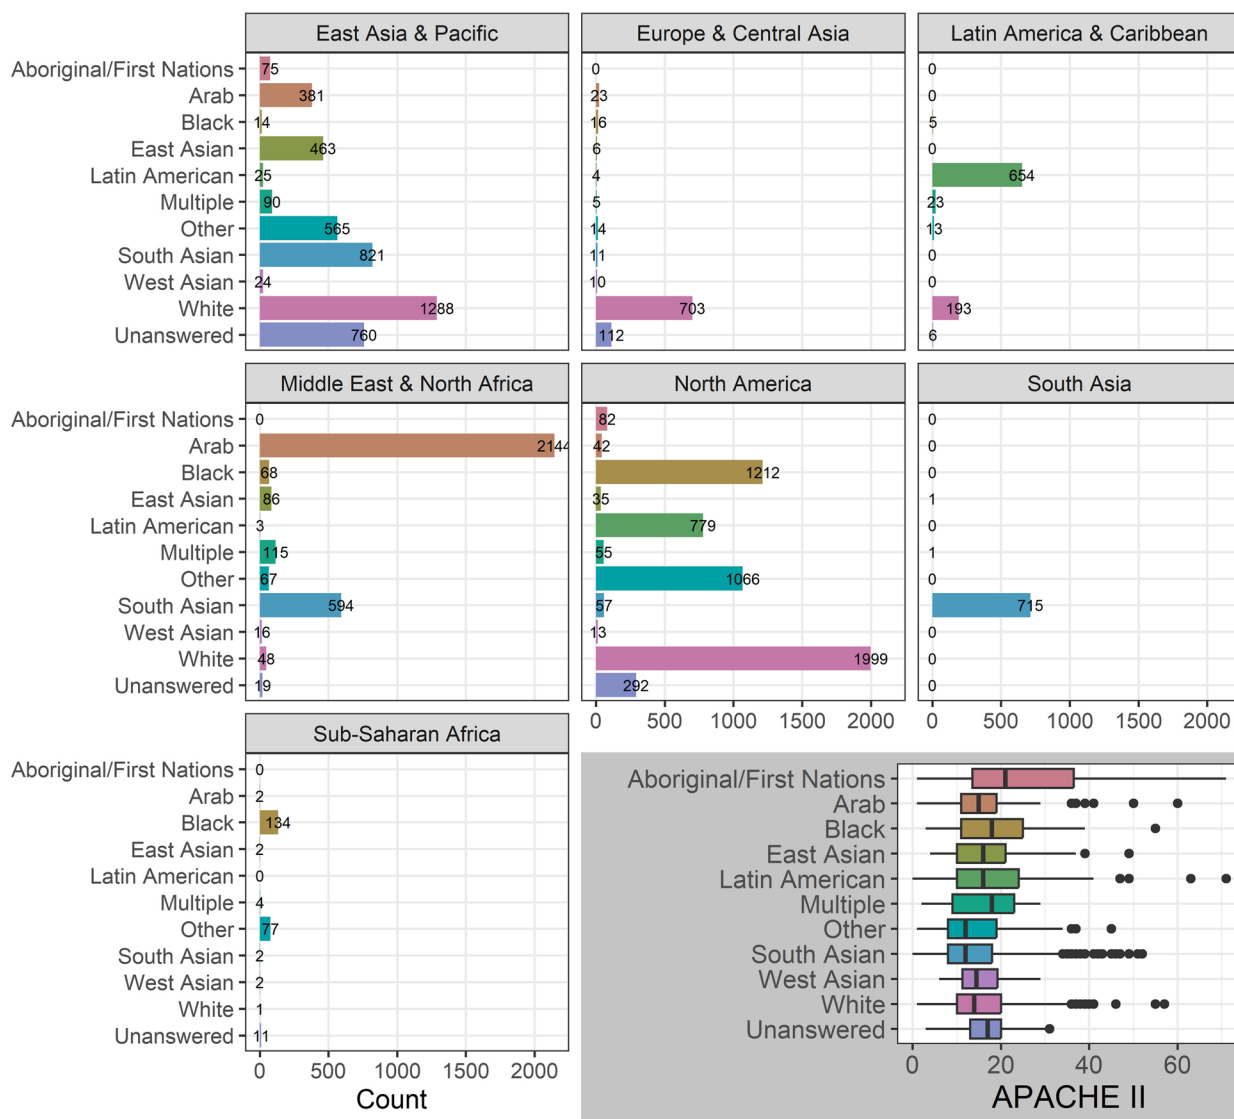 East Asia & Pacific
Europe & Central Asia
Latin America & Caribbean
Aboriginal/First Nations 75 0 0
Arab 381 23 0
Black 14 16 5
East Asian 463 6 0
Latin American 25 4 654
Multiple 90 5 23
Other 565 14 13
South Asian 821 11 0
West Asian 24 10 0
White 1288 703 193
Unanswered 760 112 6
Middle East & North Africa
North America
South Asia
Aboriginal/First Nations 0 82 0
Arab 2144 42 0
Black 68 1212 0
East Asian 86 35 1
Latin American 3 779 0
Multiple 115 55 1
Other 67 1066 0
South Asian 594 57 715
West Asian 16 13 0
White 48 1999 0
Unanswered 19 292 0
0 500 1000 1500 2000
0 500 1000 1500 2000
Sub-Saharan Africa
Aboriginal/First Nations 0
Arab 2
Black 134
East Asian 2
Latin American 0
Multiple 4
Other 77
South Asian 2
West Asian 2
White 1
Unanswered 11
0 500 1000 1500 2000
Count
Aboriginal/First Nations
Arab
Black
East Asian
Latin American
Multiple
Other
South Asian
West Asian
White
Unanswered
0 20 40 60
APACHE II